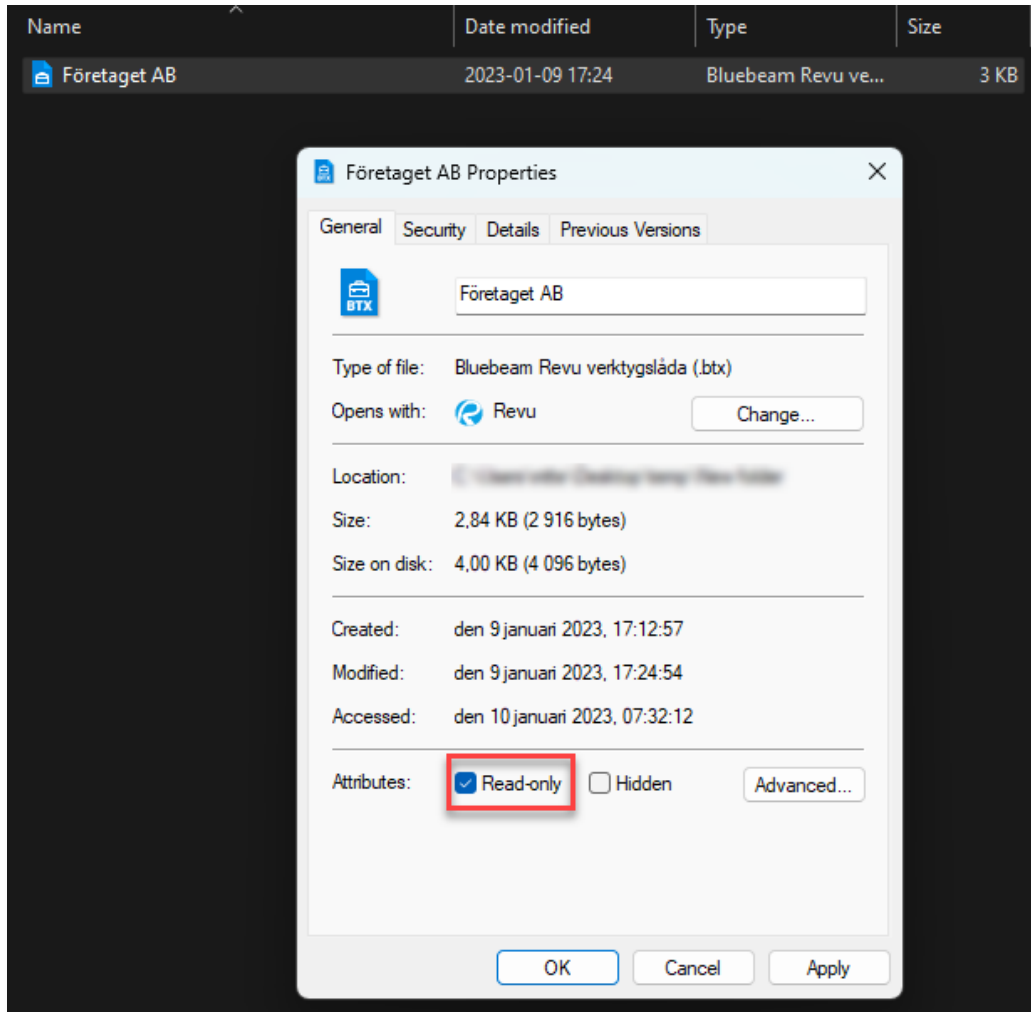 Name Date modified Type Size
Företaget AB 2023-01-09 17:24 Bluebeam Revu ve... 3 KB
Företaget AB Properties
General Security Details Previous Versions
BTX Företaget AB
Type of file: Bluebeam Revu verktygslåda (.btx)
Opens with: Revu Change...
Location:
Size: 2,84 KB (2 916 bytes)
Size on disk: 4,00 KB (4 096 bytes)
Created: den 9 januari 2023, 17:12:57
Modified: den 9 januari 2023, 17:24:54
Accessed: den 10 januari 2023, 07:32:12
Attributes: Read-only Hidden Advanced...
OK Cancel Apply